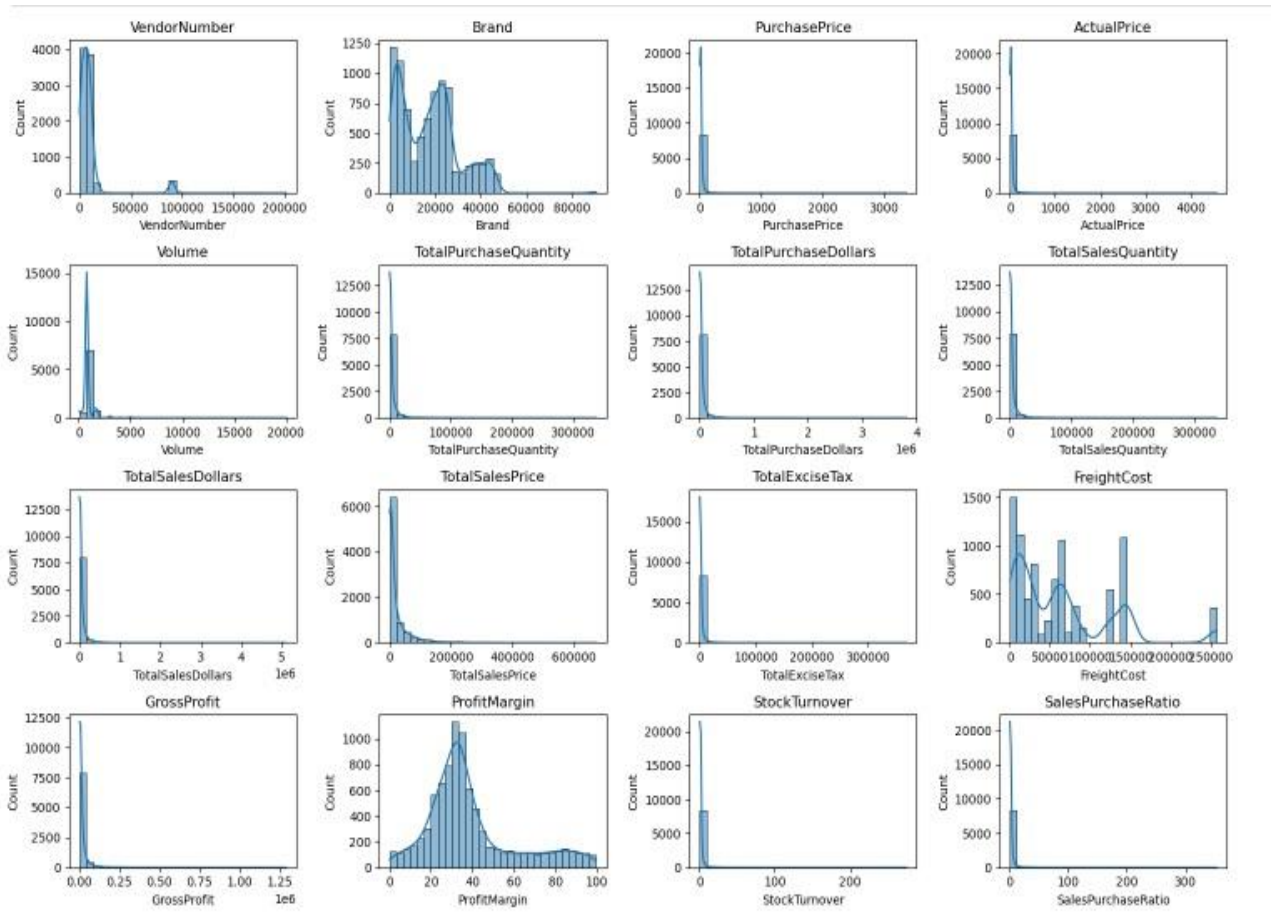 VendorNumber Brand PurchasePrice ActualPrice
4000 1250 20000 20000
3000 1000 15000 15000
2000 750 10000 10000
1000 500 5000 5000
0 250 0 0
0
Count Count Count Count
0 50000 100000 150000 200000 0 20000 40000 60000 80000 0 1000 2000 3000 0 1000 2000 3000 4000
VendorNumber Brand PurchasePrice ActualPrice
Volume TotalPurchaseQuantity TotalPurchaseDollars TotalSalesQuantity
15000 12500 12500 12500
10000 10000 10000 10000
5000 7500 7500 7500
0 5000 5000 5000
2500 2500 2500
0 0 0
Count Count Count Count
0 5000 10000 15000 20000 0 100000 200000 300000 0 1 2 3 4 0 100000 200000 300000
Volume TotalPurchaseQuantity TotalPurchaseDollars 1e6 TotalSalesQuantity
TotalSalesDollars TotalSalesPrice TotalExciseTax FreightCost
12500 6000 15000 1500
10000 4000 10000 1000
7500 2000 5000 500
5000 0 0 0
2500
0
Count Count Count Count
0 1 2 3 4 5 0 200000 400000 600000 0 100000 200000 300000 0 50000 100000 150000 200000 250000
TotalSalesDollars 1e6 TotalSalesPrice TotalExciseTax FreightCost
GrossProfit ProfitMargin StockTurnover SalesPurchaseRatio
12500 1000 20000 20000
10000 800 15000 15000
7500 600 10000 10000
5000 400 5000 5000
2500 200 0 0
0 0
Count Count Count Count
0.00 0.25 0.50 0.75 1.00 1.25 0 20 40 60 80 100 0 100 200 0 100 200 300
GrossProfit 1e6 ProfitMargin StockTurnover SalesPurchaseRatio